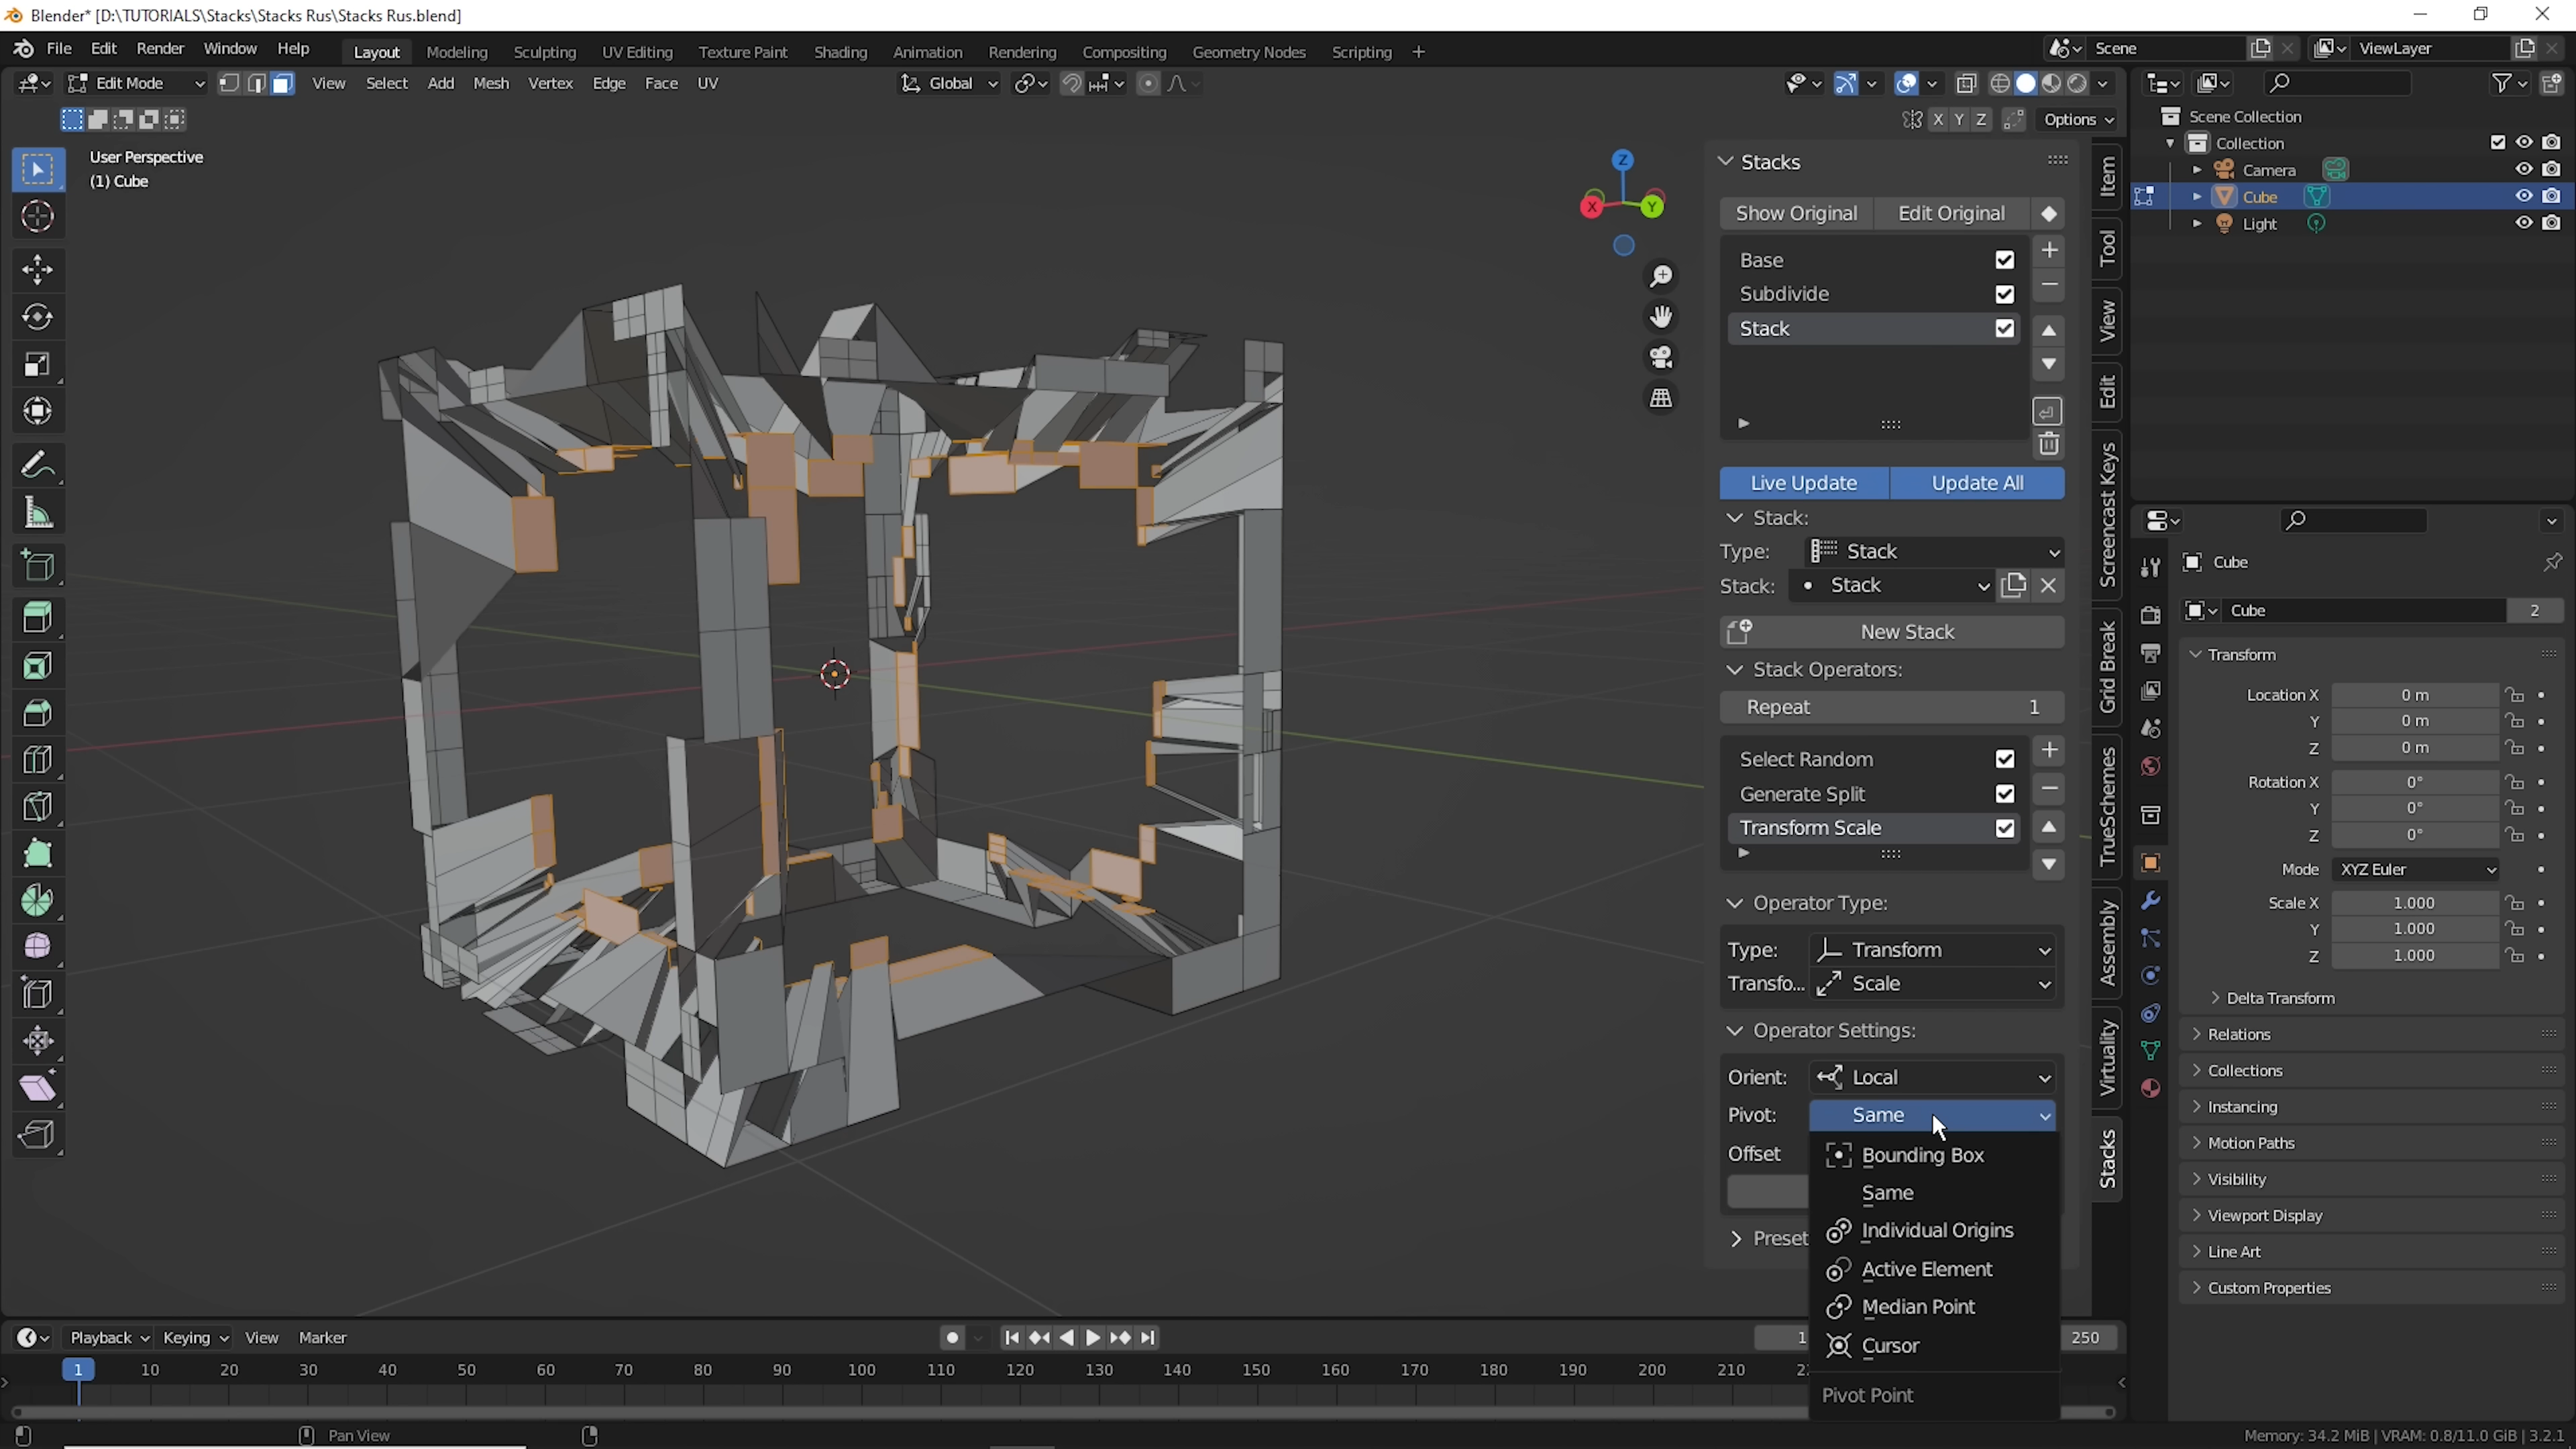 Blender* [D:\TUTORIALS\Stacks\Stacks Rus\Stacks Rus.blend]
File Edit Render Window Help Layout Modeling Sculpting UV Editing Texture Paint Shading Animation Rendering Compositing Geometry Nodes Scripting + Scene ViewLayer
Edit Mode View Select Add Mesh Vertex Edge Face UV Global
X Y Z Options
User Perspective
(1) Cube
Z
X Y
Stacks
Show Original Edit Original
Base
Subdivide
Stack
Live Update Update All
Stack:
Type: Stack
Stack: Stack
New Stack
Stack Operators:
Repeat 1
Select Random
Generate Split
Transform Scale
Operator Type:
Type: Transform
Transfo... Scale
Operator Settings:
Orient: Local
Pivot: Same
Offset
Bounding Box
Same
Individual Origins
Preset
Active Element
Median Point
Cursor
Pivot Point
Item
Tool
View
Edit
Screencast Keys
Grid Break
TrueSchemes
Assembly
Virtuality
Stacks
Scene Collection
Collection
Camera
Cube
Light
Cube
Cube 2
Transform
Location X 0 m
Y 0 m
Z 0 m
Rotation X 0°
Y 0°
Z 0°
Mode XYZ Euler
Scale X 1.000
Y 1.000
Z 1.000
Delta Transform
Relations
Collections
Instancing
Motion Paths
Visibility
Viewport Display
Line Art
Custom Properties
Playback Keying View Marker 1 250
1 10 20 30 40 50 60 70 80 90 100 110 120 130 140 150 160 170 180 190 200 210
Pan View
Memory: 34.2 MiB | VRAM: 0.8/11.0 GiB | 3.2.1